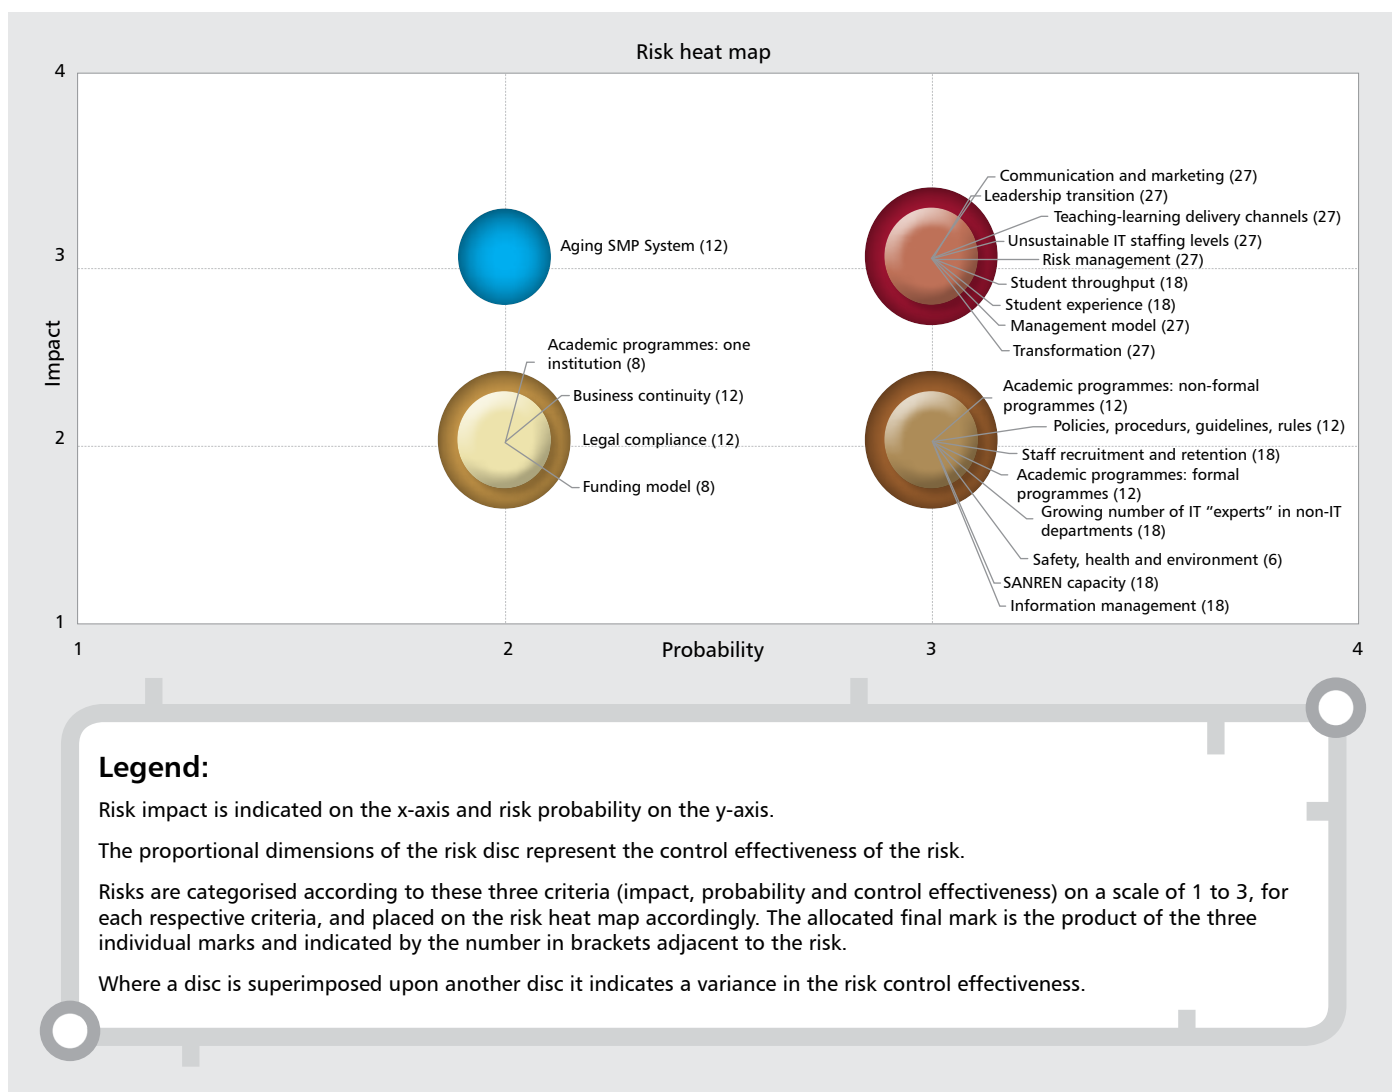 Risk heat map
4
Communication and marketing (27)
Leadership transition (27)
Teaching-learning delivery channels (27)
Unsustainable IT staffing levels (27)
Aging SMP System (12)
3
Risk management (27)
Student throughput (18)
Student experience (18)
Management model (27)
Transformation (27)
Impact
Academic programmes: one
institution (8)
Business continuity (12)
Legal compliance (12)
Funding model (8)
Academic programmes: non-formal
programmes (12)
Policies, procedurs, guidelines, rules (12)
2
Staff recruitment and retention (18)
Academic programmes: formal
programmes (12)
Growing number of IT “experts” in non-IT
departments (18)
Safety, health and environment (6)
SANREN capacity (18)
Information management (18)
1
1
2
Probability
3
4
Legend:
Risk impact is indicated on the x-axis and risk probability on the y-axis.
The proportional dimensions of the risk disc represent the control effectiveness of the risk.
Risks are categorised according to these three criteria (impact, probability and control effectiveness) on a scale of 1 to 3, for
each respective criteria, and placed on the risk heat map accordingly. The allocated final mark is the product of the three
individual marks and indicated by the number in brackets adjacent to the risk.
Where a disc is superimposed upon another disc it indicates a variance in the risk control effectiveness.